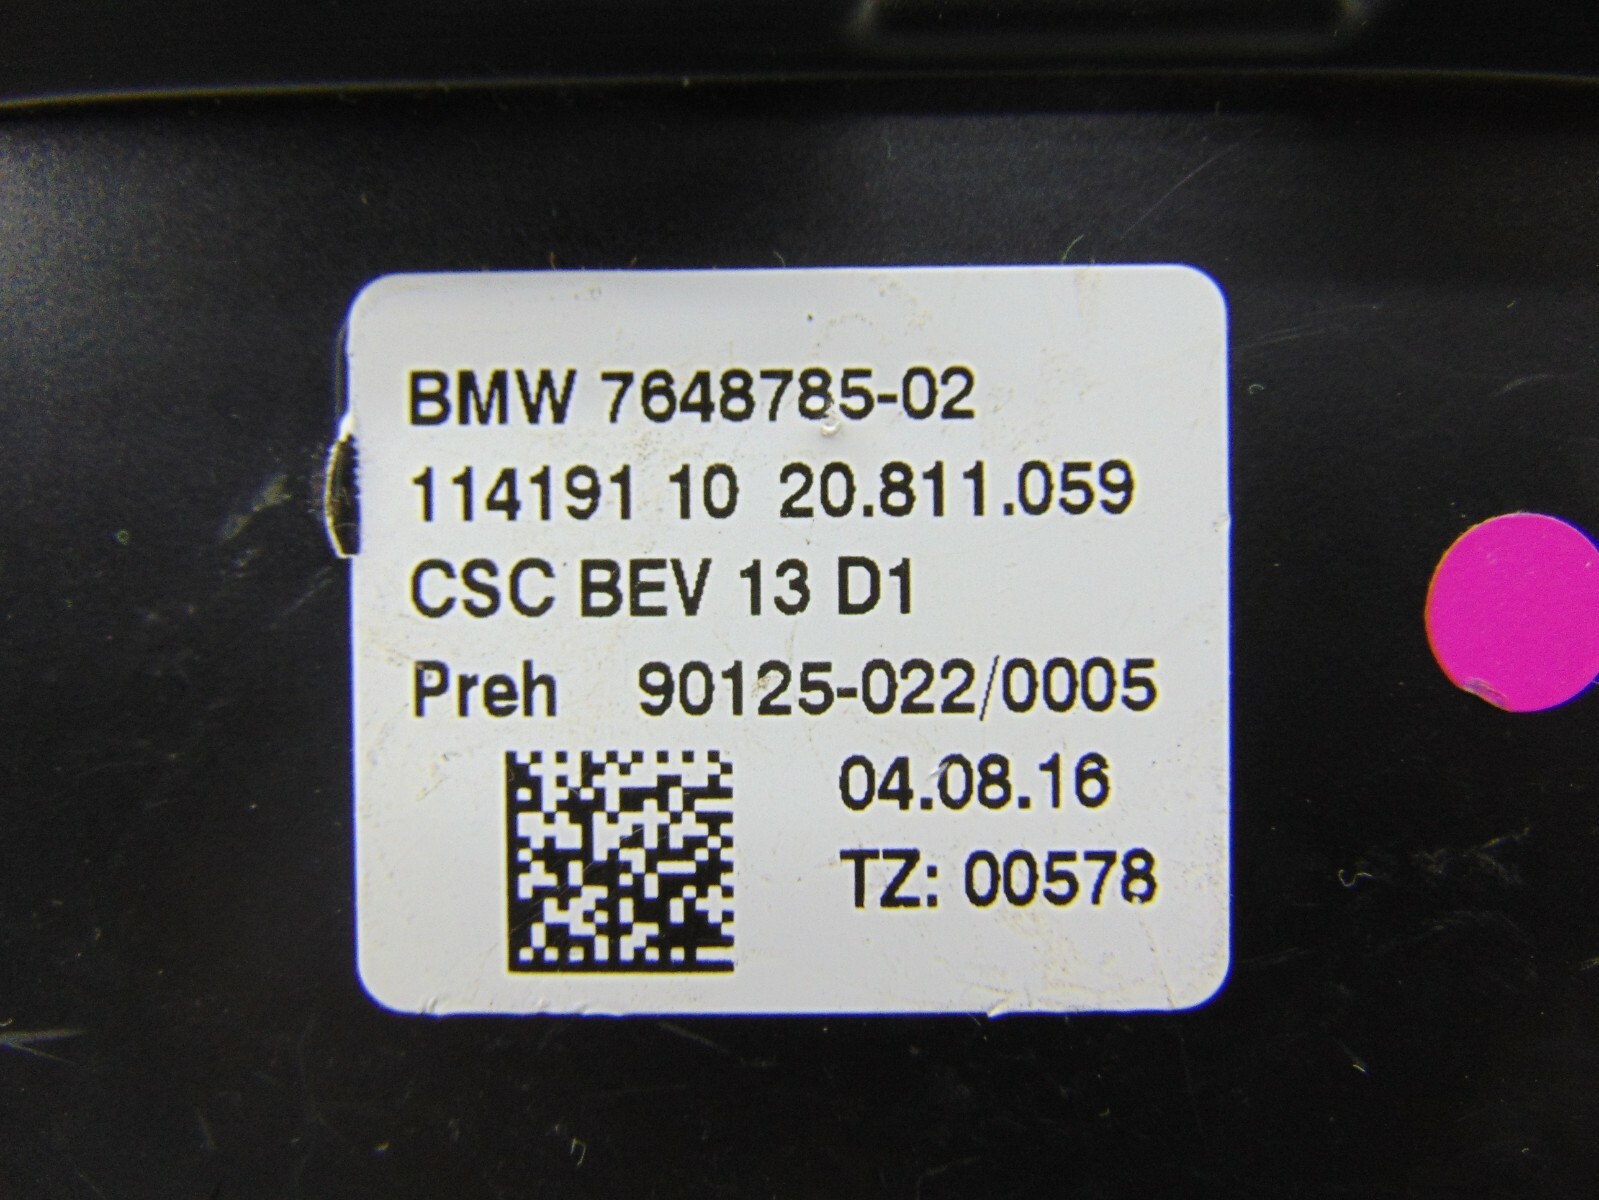 BMW 7648785-02
114191 10 20.811.059
CSC BEV 13 D1
Preh 90125-022/0005
04.08.16
TZ: 00578